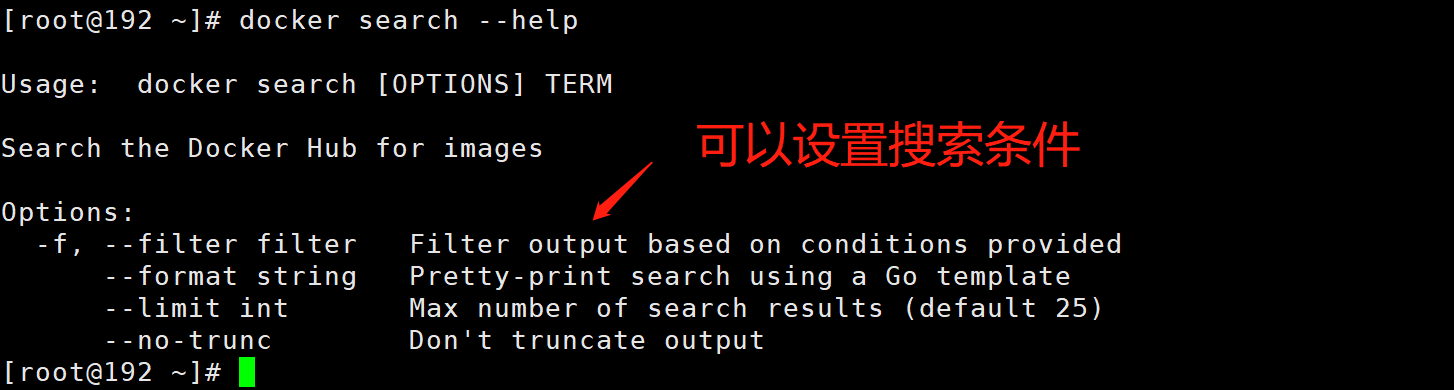 [root@192 ~]# docker search --help
Usage:  docker search [OPTIONS] TERM
Search the Docker Hub for images
可以设置搜索条件
Options:
  -f, --filter filter   Filter output based on conditions provided
      --format string   Pretty-print search using a Go template
      --limit int       Max number of search results (default 25)
      --no-trunc        Don't truncate output
[root@192 ~]#